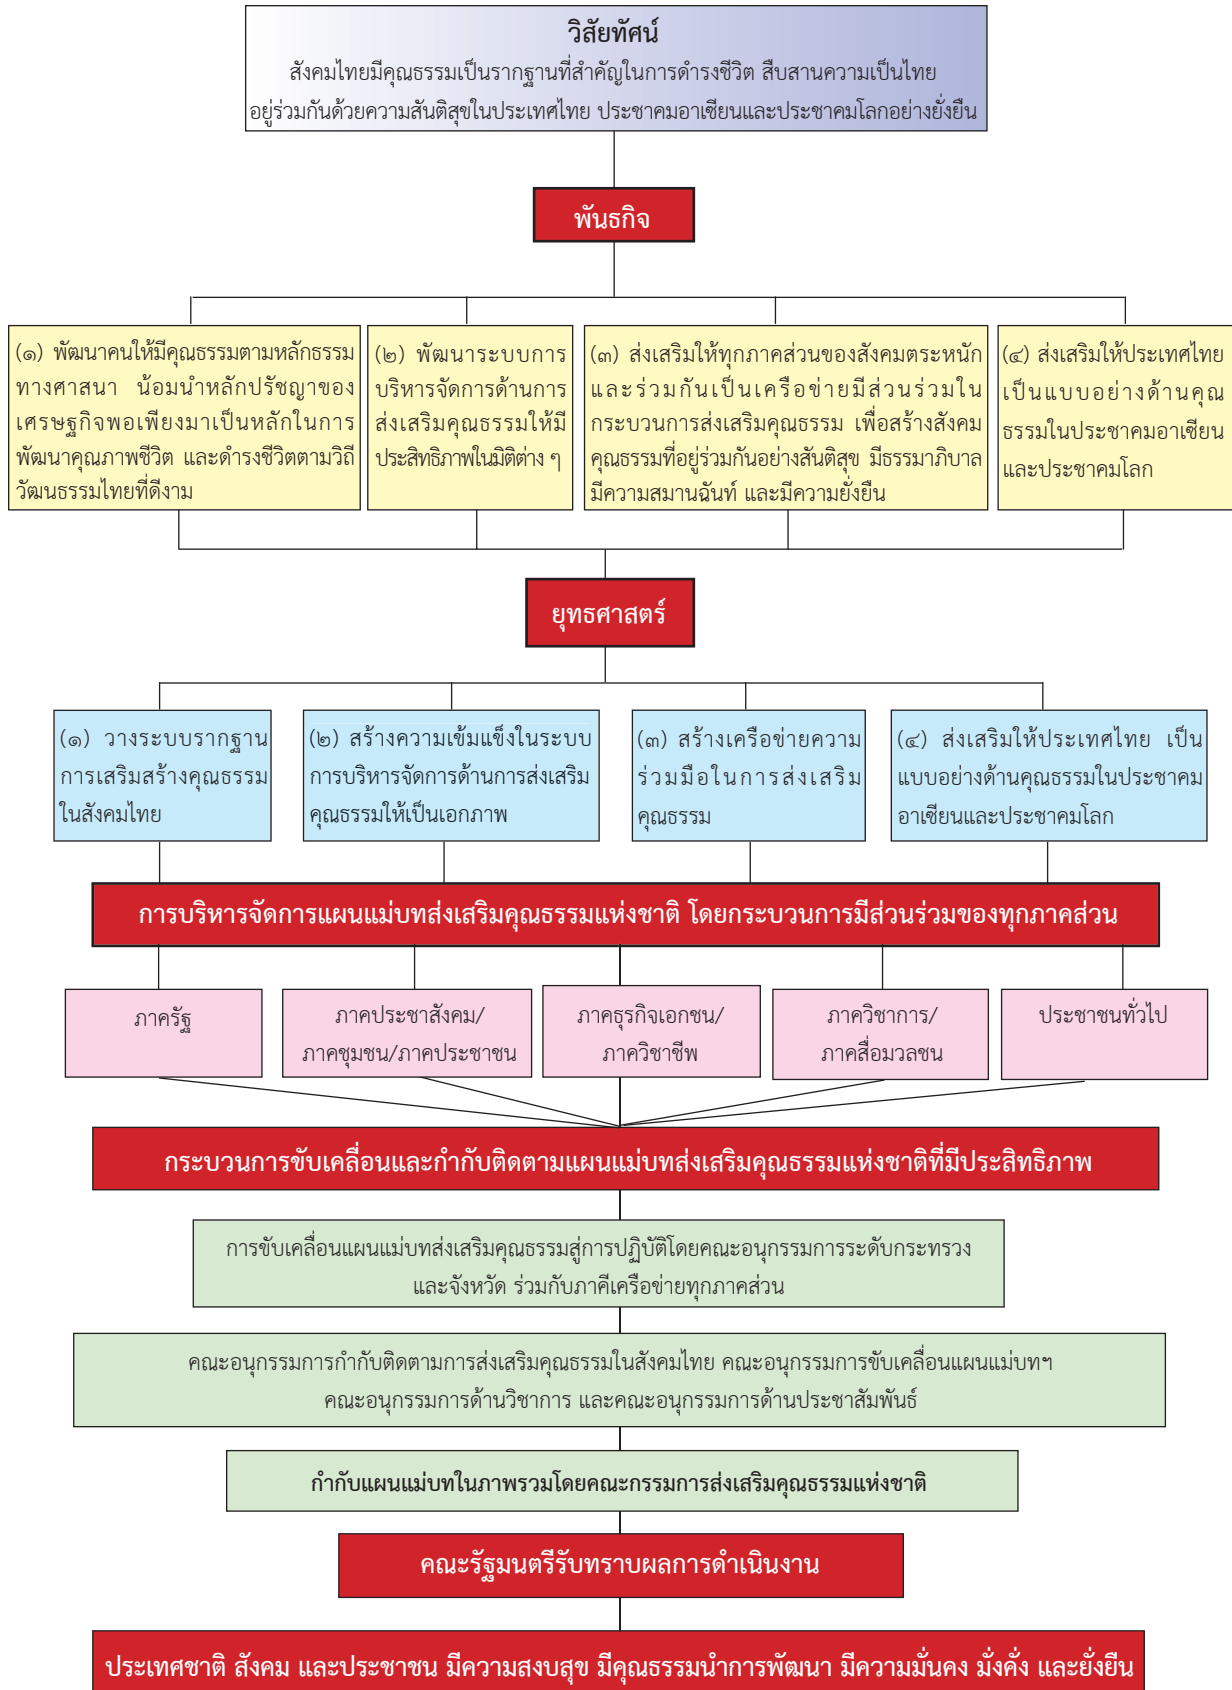 วิสัยทัศน์
สังคมไทยมีคุณธรรมเป็นรากฐานที่สำคัญในการดำรงชีวิต สืบสานความเป็นไทย
อยู่ร่วมกันด้วยความสันติสุขในประเทศไทย ประชาคมอาเซียนและประชาคมโลกอย่างยั่งยืน
พันธกิจ
(๑) พัฒนาคนให้มีคุณธรรมตามหลักธรรม
ทางศาสนา น้อมนำหลักปรัชญาของ
เศรษฐกิจพอเพียงมาเป็นหลักในการ
พัฒนาคุณภาพชีวิต และดำรงชีวิตตามวิถี
วัฒนธรรมไทยที่ดีงาม
(๒) พัฒนาระบบการ
บริหารจัดการด้านการ
ส่งเสริมคุณธรรมให้มี
ประสิทธิภาพในมิติต่าง ๆ
(๓) ส่งเสริมให้ทุกภาคส่วนของสังคมตระหนัก
และร่วมกันเป็นเครือข่ายมีส่วนร่วมใน
กระบวนการส่งเสริมคุณธรรม เพื่อสร้างสังคม
คุณธรรมที่อยู่ร่วมกันอย่างสันติสุข มีธรรมาภิบาล
มีความสมานฉันท์ และมีความยั่งยืน
(๔) ส่งเสริมให้ประเทศไทย
เป็นแบบอย่างด้านคุณ
ธรรมในประชาคมอาเซียน
และประชาคมโลก
ยุทธศาสตร์
(๑) วางระบบรากฐาน
การเสริมสร้างคุณธรรม
ในสังคมไทย
(๒) สร้างความเข้มแข็งในระบบ
การบริหารจัดการด้านการส่งเสริม
คุณธรรมให้เป็นเอกภาพ
(๓) สร้างเครือข่ายความ
ร่วมมือในการส่งเสริม
คุณธรรม
(๔) ส่งเสริมให้ประเทศไทย เป็น
แบบอย่างด้านคุณธรรมในประชาคม
อาเซียนและประชาคมโลก
การบริหารจัดการแผนแม่บทส่งเสริมคุณธรรมแห่งชาติ โดยกระบวนการมีส่วนร่วมของทุกภาคส่วน
ภาครัฐ
ภาคประชาสังคม/
ภาคชุมชน/ภาคประชาชน
ภาคธุรกิจเอกชน/
ภาควิชาชีพ
ภาควิชาการ/
ภาคสื่อมวลชน
ประชาชนทั่วไป
กระบวนการขับเคลื่อนและกำกับติดตามแผนแม่บทส่งเสริมคุณธรรมแห่งชาติที่มีประสิทธิภาพ
การขับเคลื่อนแผนแม่บทส่งเสริมคุณธรรมสู่การปฏิบัติโดยคณะอนุกรรมการระดับกระทรวง
และจังหวัด ร่วมกับภาคีเครือข่ายทุกภาคส่วน
คณะอนุกรรมการกำกับติดตามการส่งเสริมคุณธรรมในสังคมไทย คณะอนุกรรมการขับเคลื่อนแผนแม่บทฯ
คณะอนุกรรมการด้านวิชาการ และคณะอนุกรรมการด้านประชาสัมพันธ์
กำกับแผนแม่บทในภาพรวมโดยคณะกรรมการส่งเสริมคุณธรรมแห่งชาติ
คณะรัฐมนตรีรับทราบผลการดำเนินงาน
ประเทศชาติ สังคม และประชาชน มีความสงบสุข มีคุณธรรมนำการพัฒนา มีความมั่นคง มั่งคั่ง และยั่งยืน